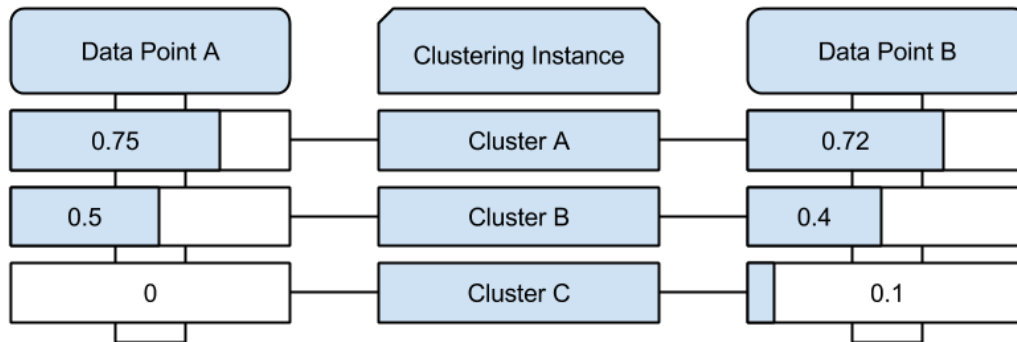 Data Point A
Clustering Instance
Data Point B
0.75
Cluster A
0.72
0.5
Cluster B
0.4
0
Cluster C
0.1